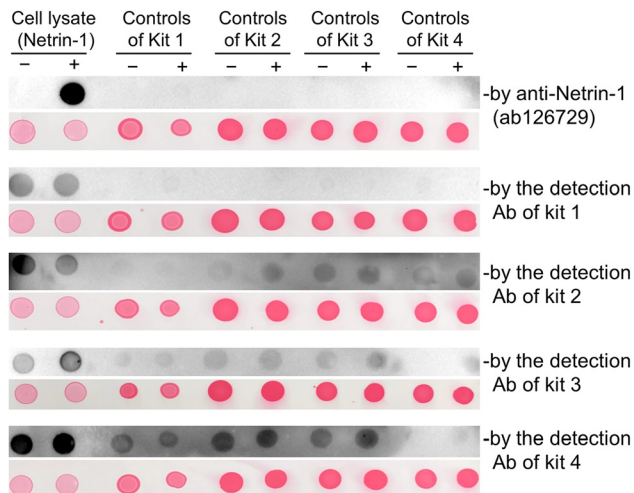 Cell lysate Controls Controls Controls Controls
(Netrin-1) of Kit 1 of Kit 2 of Kit 3 of Kit 4
− + − + − + − + − +
-by anti-Netrin-1
(ab126729)
-by the detection
Ab of kit 1
-by the detection
Ab of kit 2
-by the detection
Ab of kit 3
-by the detection
Ab of kit 4